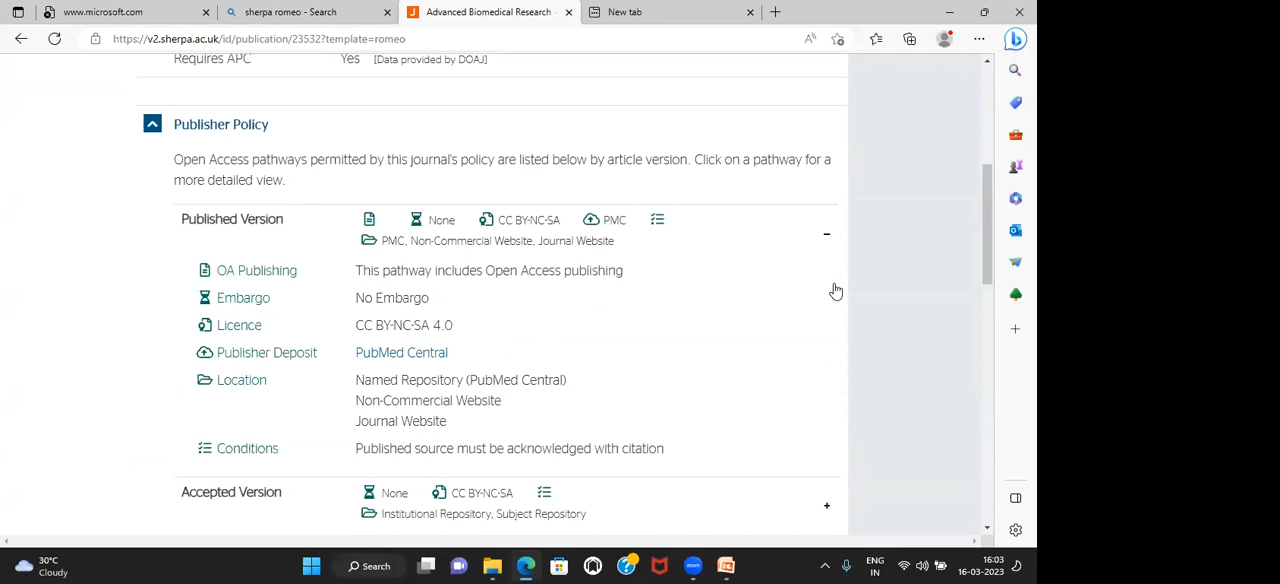 www.microsoft.com
sherpa romeo - Search
Advanced Biomedical Research -
New tab
https://v2.sherpa.ac.uk/id/publication/23532?template=romeo
Requires APC Yes [Data provided by DOAJ]
Publisher Policy
Open Access pathways permitted by this journal's policy are listed below by article version. Click on a pathway for a
more detailed view.
Published Version None CC BY-NC-SA PMC
PMC, Non-Commercial Website, Journal Website
-
OA Publishing This pathway includes Open Access publishing
Embargo No Embargo
Licence CC BY-NC-SA 4.0
Publisher Deposit PubMed Central
Location Named Repository (PubMed Central)
Non-Commercial Website
Journal Website
Conditions Published source must be acknowledged with citation
Accepted Version None CC BY-NC-SA
+
Institutional Repository, Subject Repository
30°C
Cloudy
Search
ENG
IN
16:03
16-03-2023